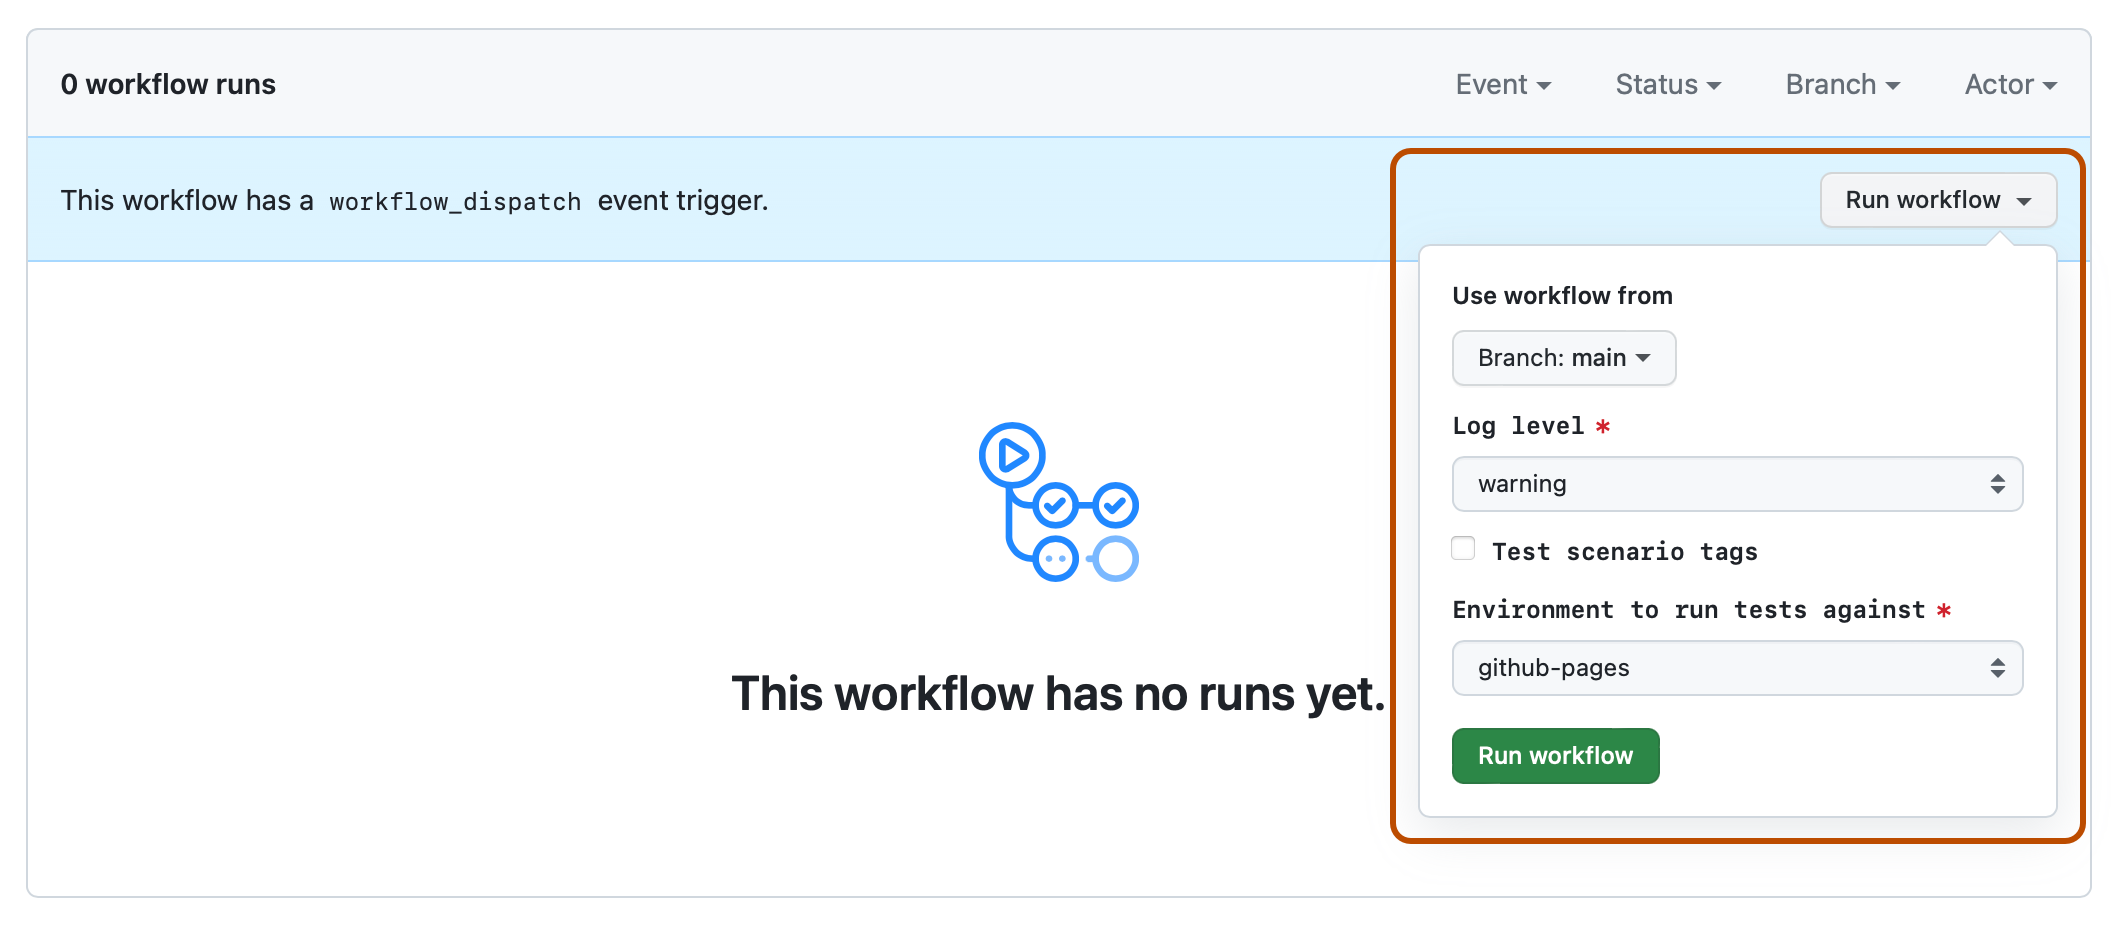 0 workflow runs
Event Status Branch Actor
This workflow has a workflow_dispatch event trigger.
Run workflow
Use workflow from
Branch: main
Log level *
warning
Test scenario tags
Environment to run tests against *
github-pages
Run workflow
This workflow has no runs yet.